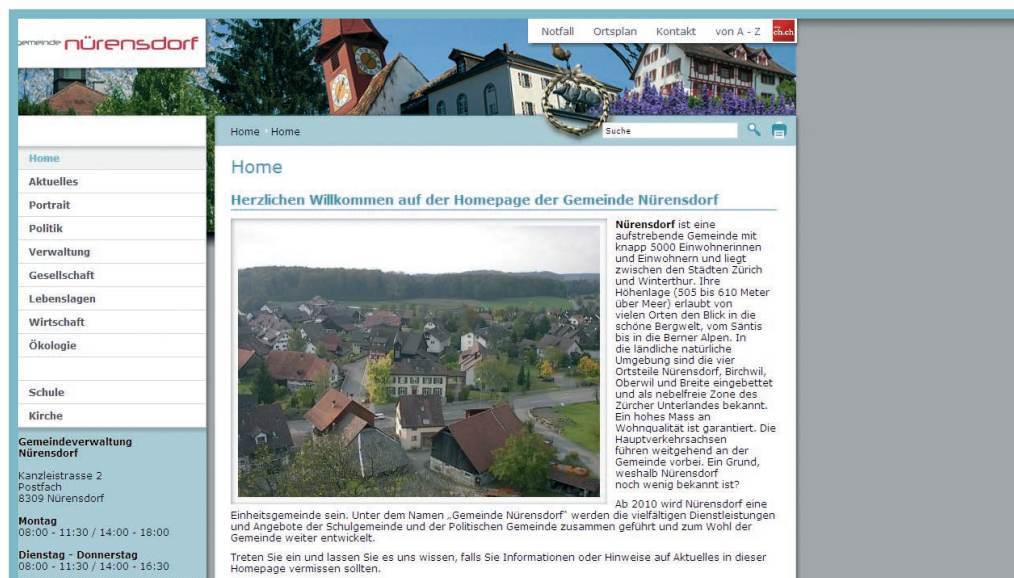 gemeinde nürensdorf
Notfall Ortsplan Kontakt von A - Z ch.ch
Home Home Suche
Home
Aktuelles
Portrait
Politik
Verwaltung
Gesellschaft
Lebenslagen
Wirtschaft
Ökologie
Schule
Kirche
Gemeindeverwaltung
Nürensdorf
Kanzleistrasse 2
Postfach
8309 Nürensdorf
Montag
08:00 - 11:30 / 14:00 - 18:00
Dienstag - Donnerstag
08:00 - 11:30 / 14:00 - 16:30
Home
Herzlichen Willkommen auf der Homepage der Gemeinde Nürensdorf
Nürensdorf ist eine
aufstrebende Gemeinde mit
knapp 5000 Einwohnerinnen
und Einwohnern und liegt
zwischen den Städten Zürich
und Winterthur. Ihre
Höhenlage (505 bis 610 Meter
über Meer) erlaubt von
vielen Orten den Blick in die
schöne Bergwelt, vom Säntis
bis in die Berner Alpen. In
die ländliche natürliche
Umgebung sind die vier
Ortsteile Nürensdorf, Birchwil,
Oberwil und Breite eingebettet
und als nebelfreie Zone des
Zürcher Unterlandes bekannt.
Ein hohes Mass an
Wohnqualität ist garantiert. Die
Hauptverkehrsachsen
führen weitgehend an der
Gemeinde vorbei. Ein Grund,
weshalb Nürensdorf
noch wenig bekannt ist?
Ab 2010 wird Nürensdorf eine
Einheitsgemeinde sein. Unter dem Namen „Gemeinde Nürensdorf" werden die vielfältigen Dienstleistungen
und Angebote der Schulgemeinde und der Politischen Gemeinde zusammen geführt und zum Wohl der
Gemeinde weiter entwickelt.
Treten Sie ein und lassen Sie es uns wissen, falls Sie Informationen oder Hinweise auf Aktuelles in dieser
Homepage vermissen sollten.